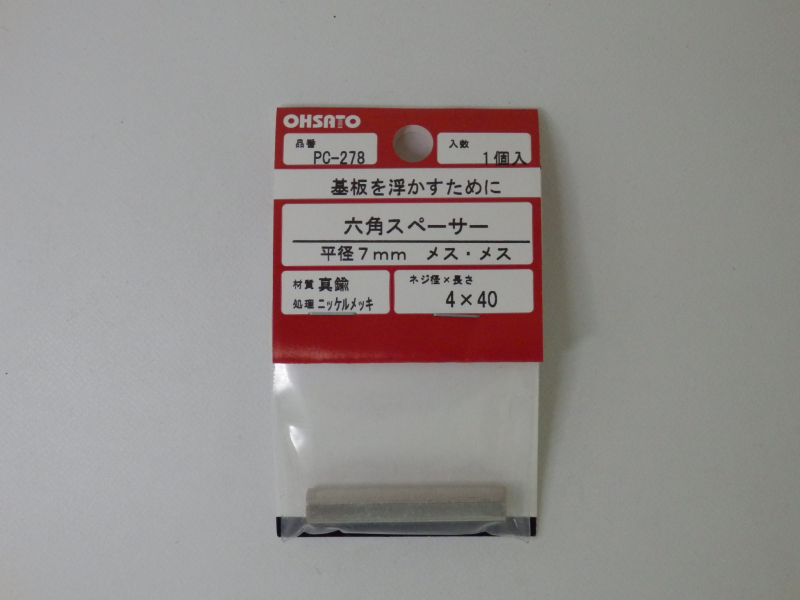 OHSATO
品番
PC-278
入数
1個入
基板を浮かすために
六角スペーサー
平径7mm メス・メス
材質 真鍮
処理 ニッケルメッキ
ネジ径×長さ
4×40